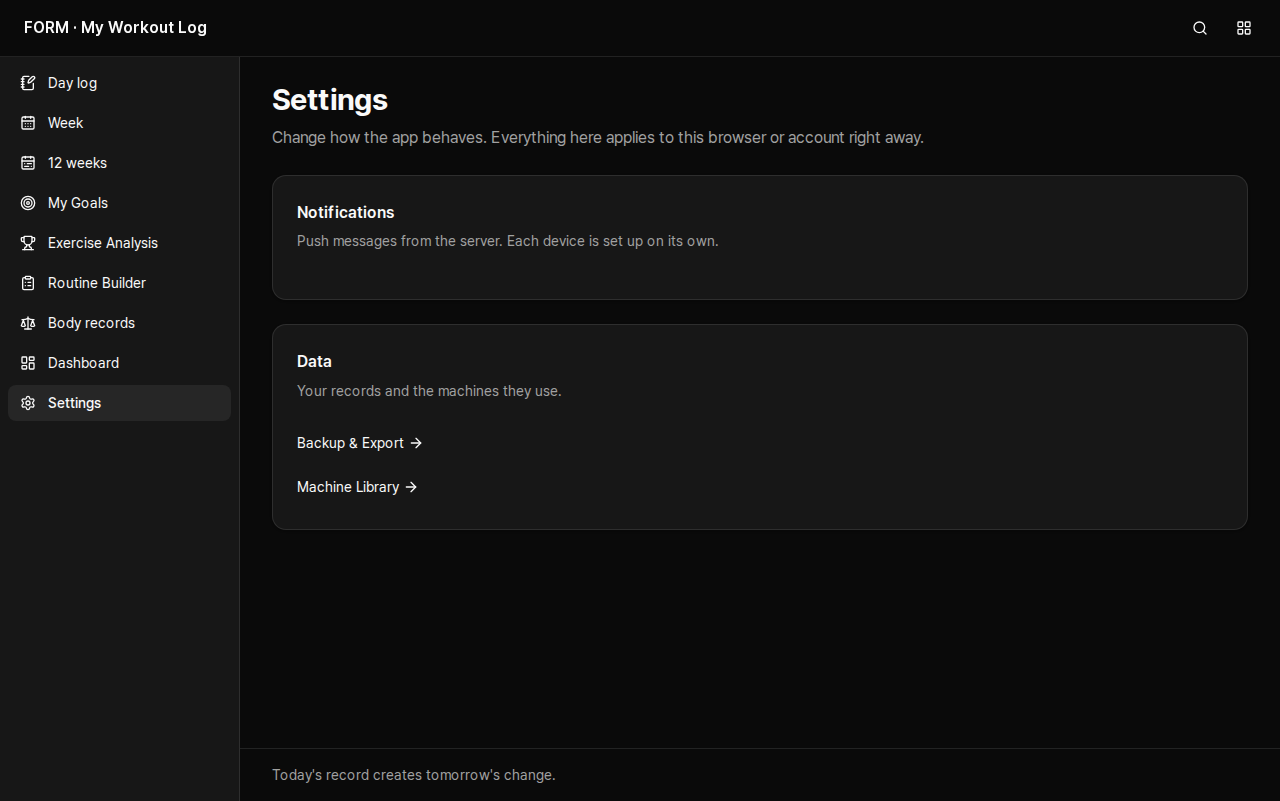 FORM · My Workout Log
Day log
Week
12 weeks
My Goals
Exercise Analysis
Routine Builder
Body records
Dashboard
Settings
Settings
Change how the app behaves. Everything here applies to this browser or account right away.
Notifications
Push messages from the server. Each device is set up on its own.
Data
Your records and the machines they use.
Backup & Export →
Machine Library →
Today's record creates tomorrow's change.